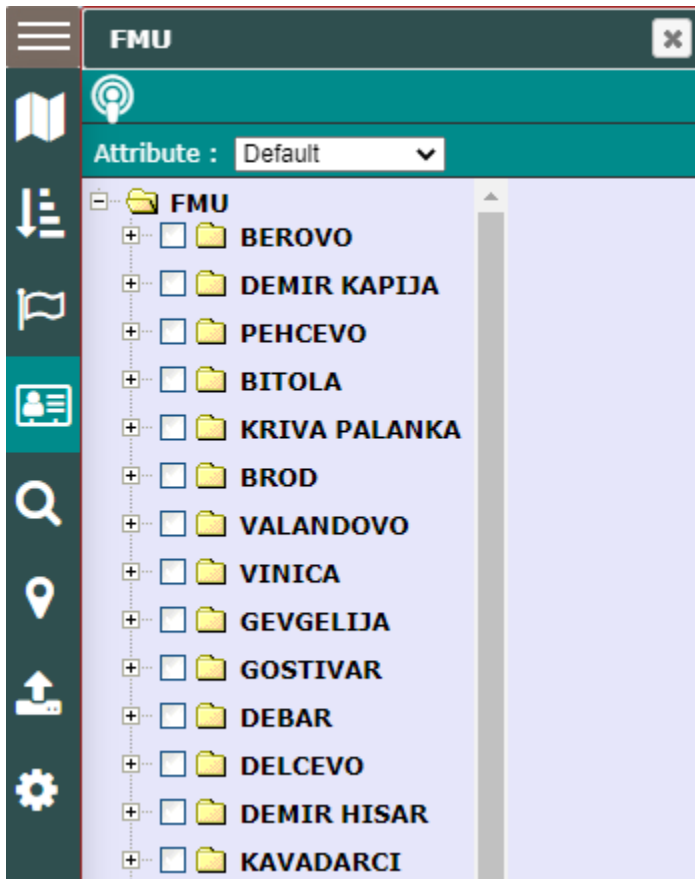 FMU
Attribute :  Default
FMU
BEROVO
DEMIR KAPIJA
PEHCEVO
BITOLA
KRIVA PALANKA
BROD
VALANDOVO
VINICA
GEVGELIJA
GOSTIVAR
DEBAR
DELCEVO
DEMIR HISAR
KAVADARCI